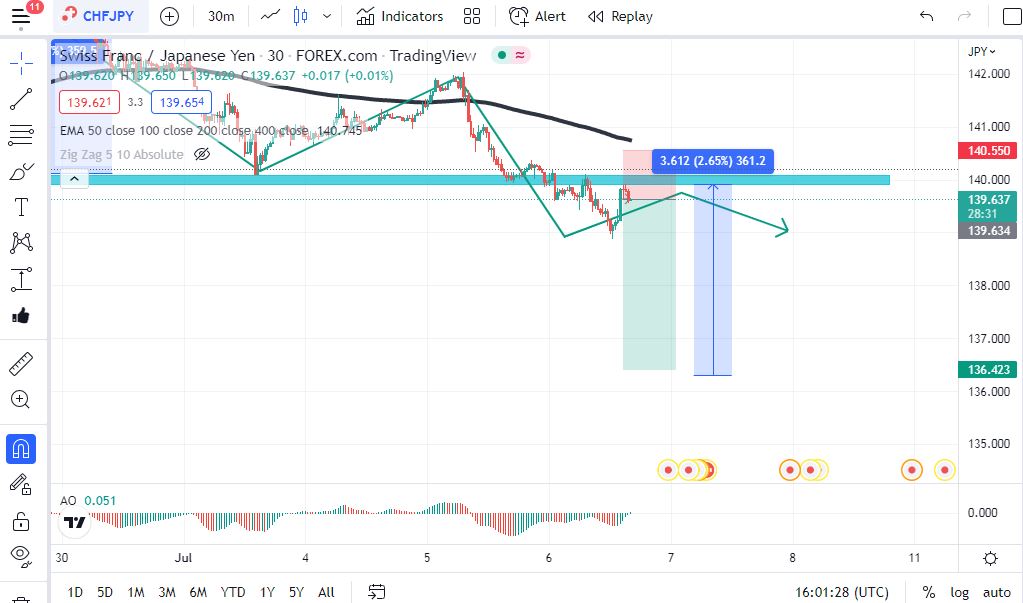 11
CHFJPY
30m
Indicators
Alert
Replay
Swiss Franc / Japanese Yen · 30 · FOREX.com · TradingView
JPY
O139.620 H139.650 L139.620 C139.637 +0.017 (+0.01%)
142.000
139.621
3.3
139.654
EMA 50 close 100 close 200 close 400 close 140.745
141.000
Zig Zag 5 10 Absolute
140.550
3.612 (2.65%) 361.2
140.000
139.637
28:31
139.634
138.000
137.000
136.423
136.000
135.000
AO 0.051
0.000
30
Jul
4
5
6
7
8
11
1D
5D
1M
3M
6M
YTD
1Y
5Y
All
16:01:28 (UTC)
%
log
auto